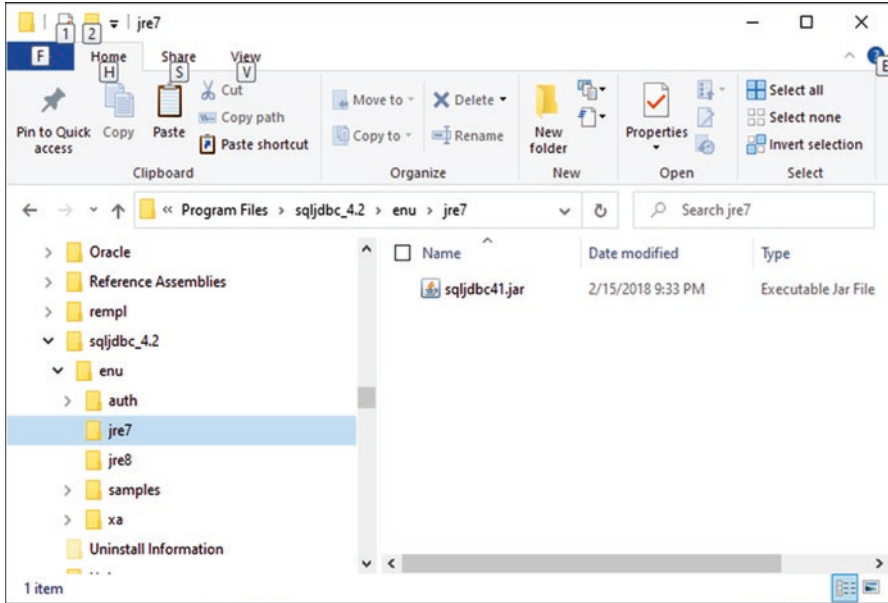 jre7
1
2
F
Home
Share
View
H
S
V
E
Pin to Quick access
Copy
Paste
Cut
Copy path
Paste shortcut
Clipboard
Move to
Copy to
Delete
Rename
Organize
New folder
New
Properties
Open
Select all
Select none
Invert selection
Select
« Program Files > sqljdbc_4.2 > enu > jre7
Search jre7
Oracle
Reference Assemblies
rempl
sqljdbc_4.2
enu
auth
jre7
jre8
samples
xa
Uninstall Information
Name
Date modified
Type
sqljdbc41.jar
2/15/2018 9:33 PM
Executable Jar File
1 item